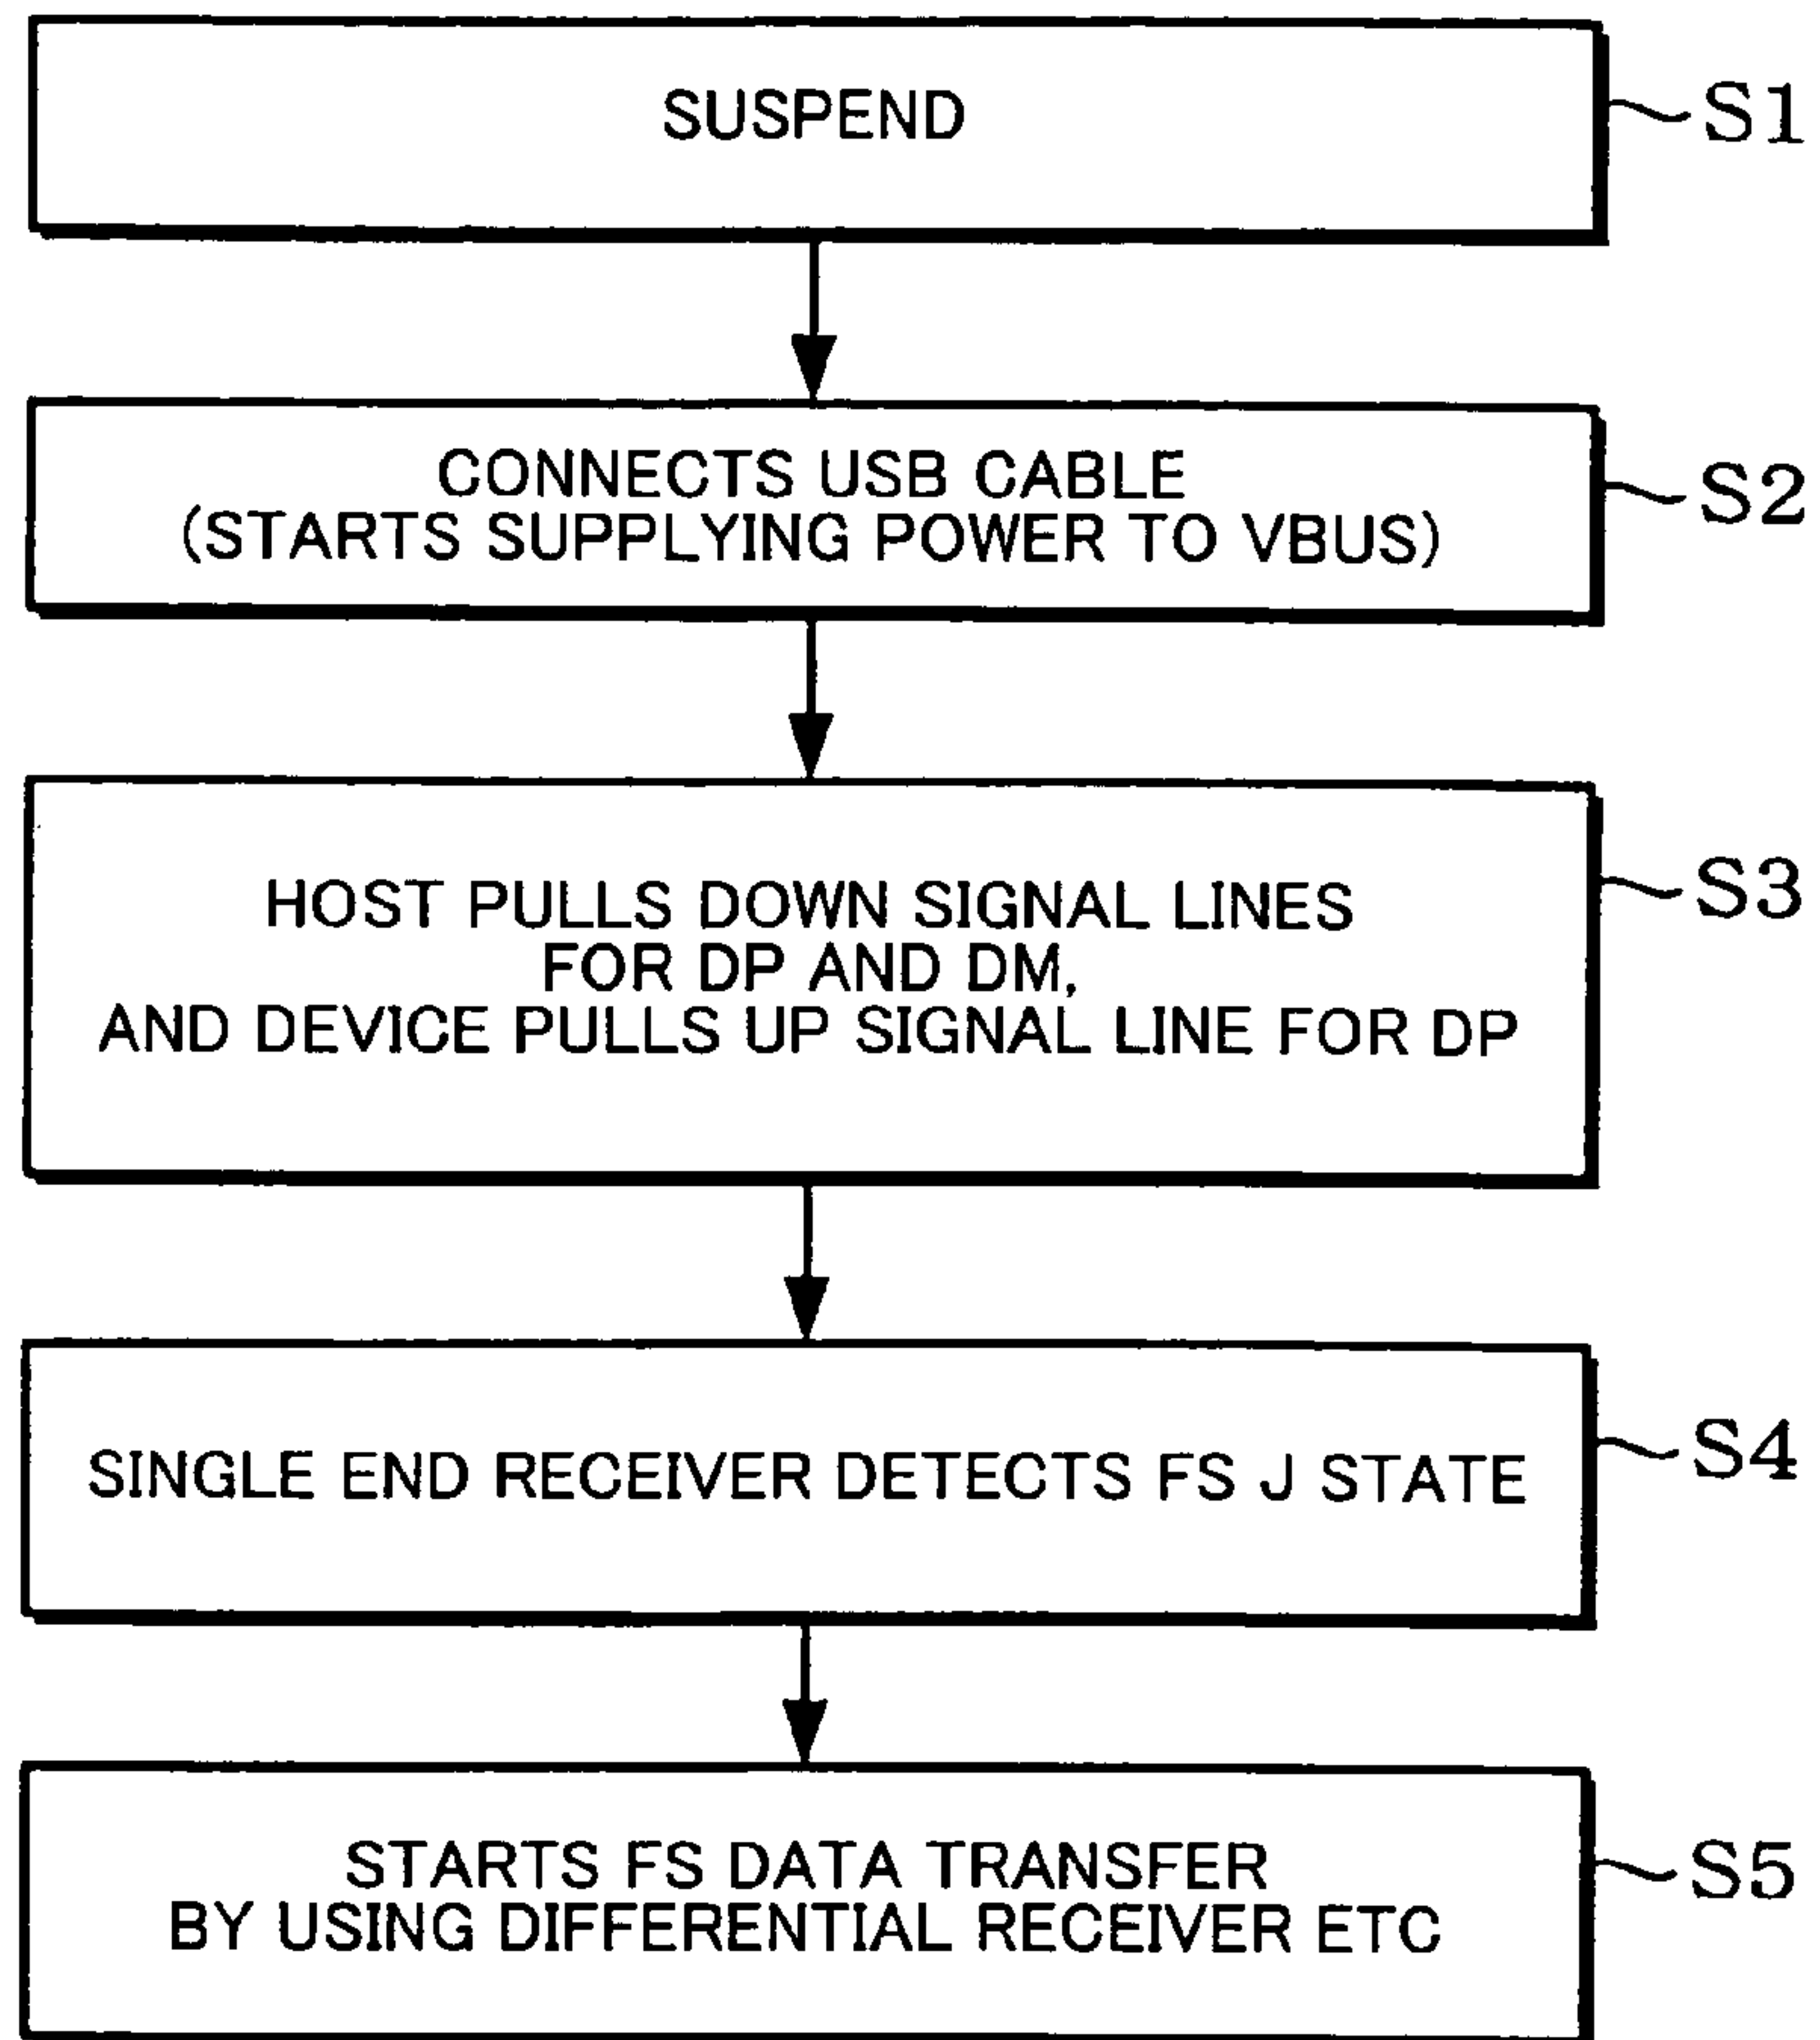 SUSPEND
S1
CONNECTS USB CABLE
(STARTS SUPPLYING POWER TO VBUS)
S2
HOST PULLS DOWN SIGNAL LINES
FOR DP AND DM,
AND DEVICE PULLS UP SIGNAL LINE FOR DP
S3
SINGLE END RECEIVER DETECTS FS J STATE
S4
STARTS FS DATA TRANSFER
BY USING DIFFERENTIAL RECEIVER ETC
S5